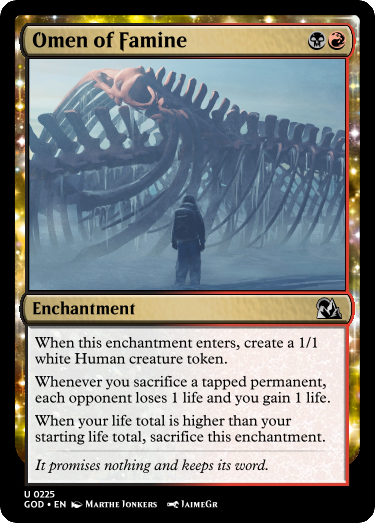 Omen of Famine
Enchantment
When this enchantment enters, create a 1/1
white Human creature token.
Whenever you sacrifice a tapped permanent,
each opponent loses 1 life and you gain 1 life.
When your life total is higher than your
starting life total, sacrifice this enchantment.
It promises nothing and keeps its word.
U 0225
GOD • EN Marthe Jonkers JaimeGr